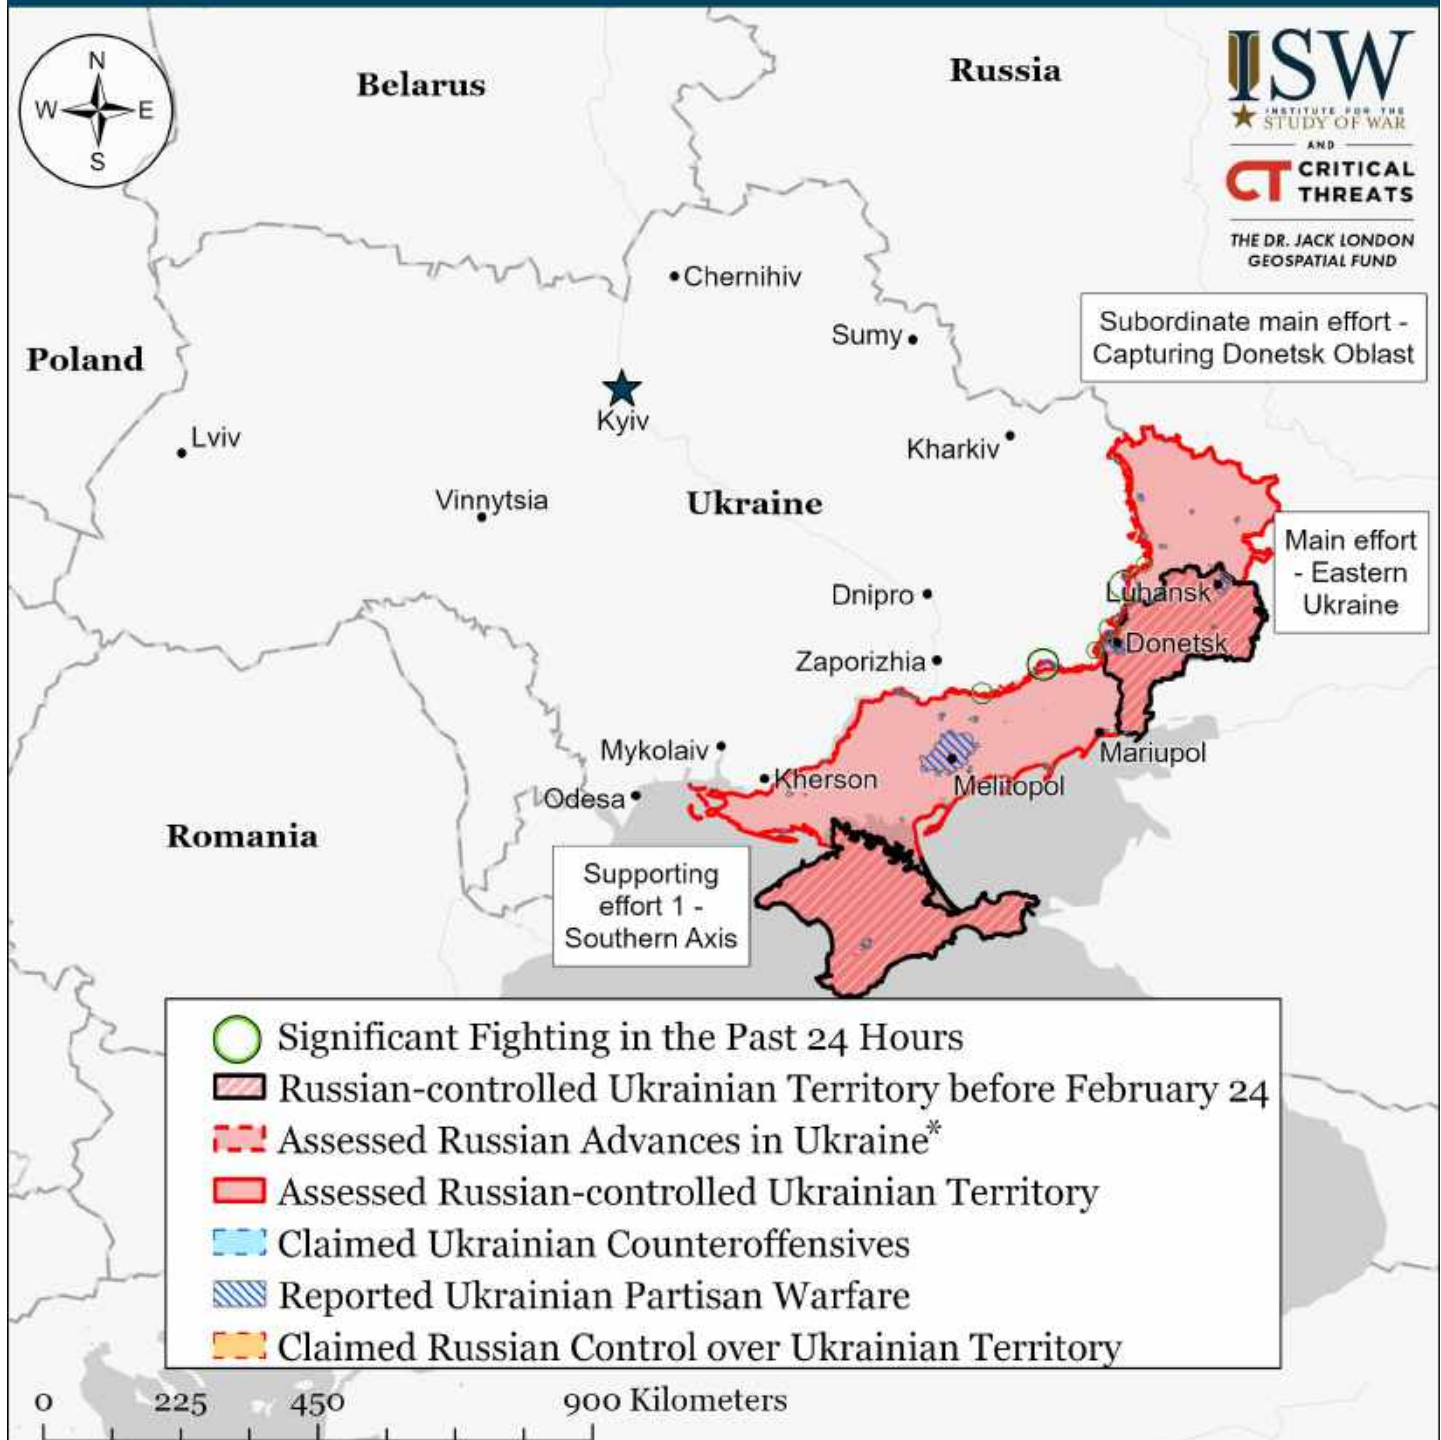 N
W E
S
Belarus
Russia
ISW
INSTITUTE FOR THE
STUDY OF WAR
AND
CT CRITICAL
THREATS
THE DR. JACK LONDON
GEOSPATIAL FUND
Chernihiv
Subordinate main effort -
Capturing Donetsk Oblast
Sumy
Poland
Kyiv
Lviv
Kharkiv
Vinnytsia
Ukraine
Main effort
- Eastern
Ukraine
Dnipro
Luhansk
Donetsk
Zaporizhia
Mykolaiv
Mariupol
Kherson
Melitopol
Odesa
Romania
Supporting
effort 1 -
Southern Axis
Significant Fighting in the Past 24 Hours
Russian-controlled Ukrainian Territory before February 24
Assessed Russian Advances in Ukraine*
Assessed Russian-controlled Ukrainian Territory
Claimed Ukrainian Counteroffensives
Reported Ukrainian Partisan Warfare
Claimed Russian Control over Ukrainian Territory
0 225 450 900 Kilometers